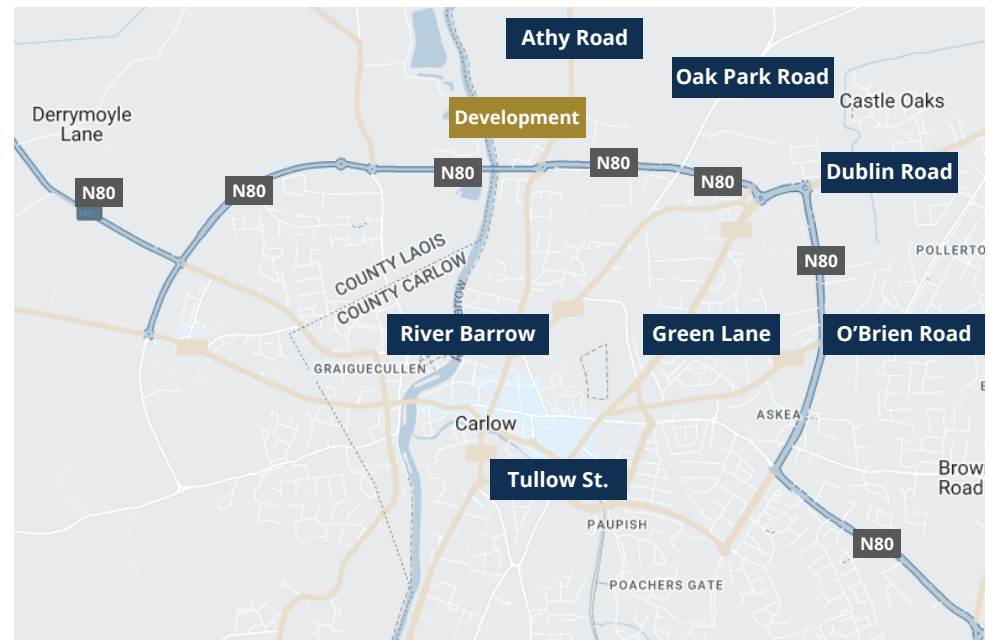 Athy Road
Oak Park Road
Castle Oaks
Derrymoyle
Lane
Development
N80
N80
N80
N80
N80
Dublin Road
N80
POLLERTO
COUNTY LAOIS
COUNTY CARLOW
arrow
River Barrow
Green Lane
O'Brien Road
GRAIGUECULLEN
ASKEA
Carlow
Tullow St.
Brow
Road
PAUPISH
N80
POACHERS GATE